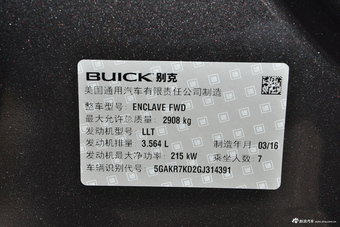 BUICK 别克
美国通用汽车有限责任公司制造
整车型号 ENCLAVE FWD
最大允许总质量 2908 kg
发动机型号 LLT
发动机排量 3.564 L 制造年月 03/16
发动机最大净功率 215 kW 乘坐人数 7
车辆识别代号 5GAKR7KD2GJ314391